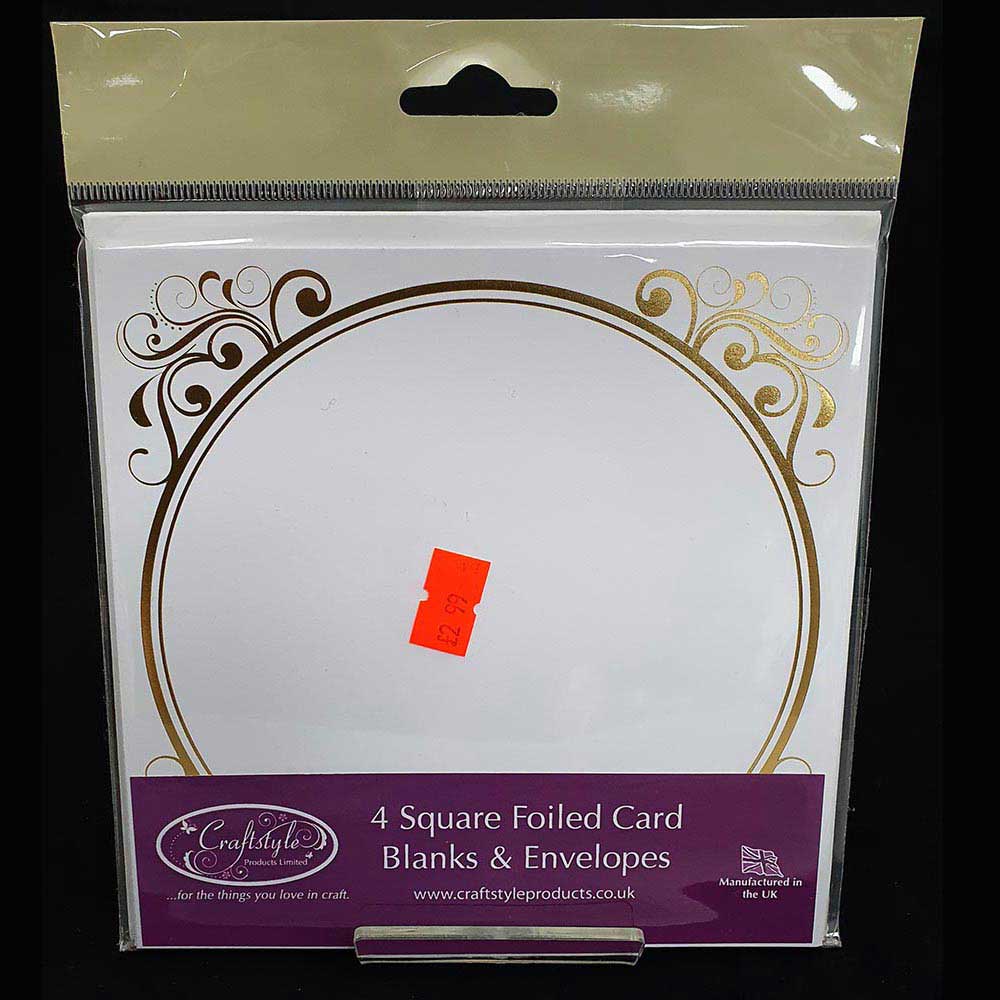 £2.99
Craftstyle
Products Limited
...for the things you love in craft.
4 Square Foiled Card
Blanks & Envelopes
www.craftstyleproducts.co.uk
Manufactured in
the UK